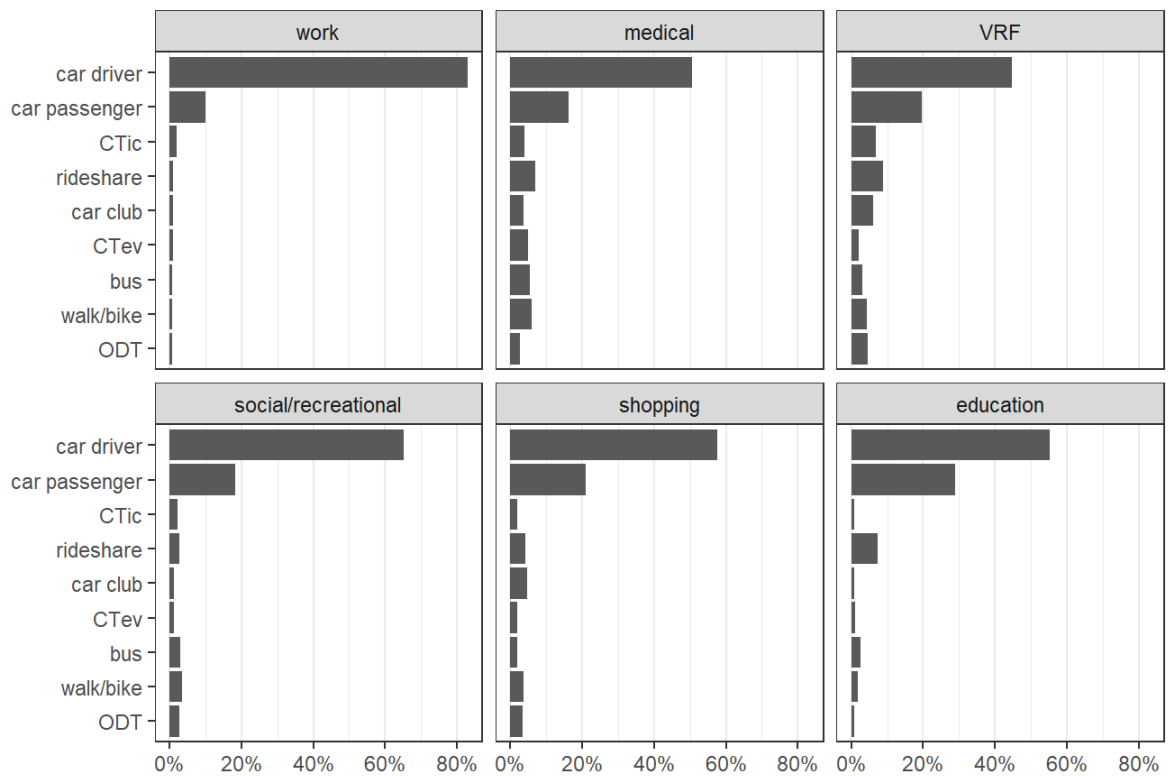 work medical VRF
car driver
car passenger
CTic
rideshare
car club
CTev
bus
walk/bike
ODT
social/recreational shopping education
car driver
car passenger
CTic
rideshare
car club
CTev
bus
walk/bike
ODT
0% 20% 40% 60% 80% 0% 20% 40% 60% 80% 0% 20% 40% 60% 80%